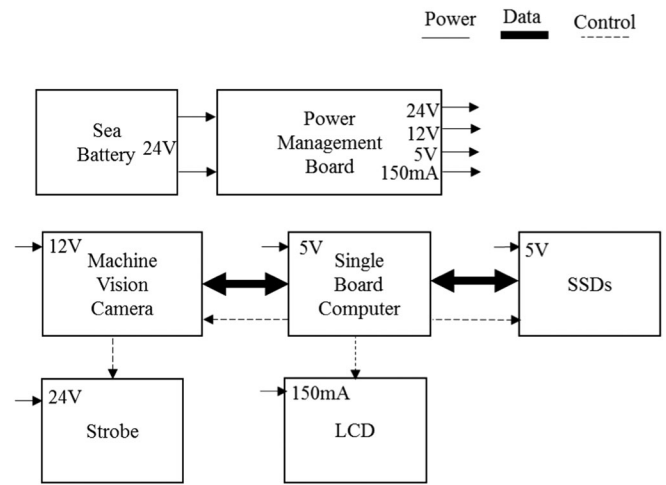 Power Data Control
Sea
Battery 24V
Power
Management
Board
24V
12V
5V
150mA
12V
Machine
Vision
Camera
5V
Single
Board
Computer
5V
SSDs
24V
Strobe
150mA
LCD